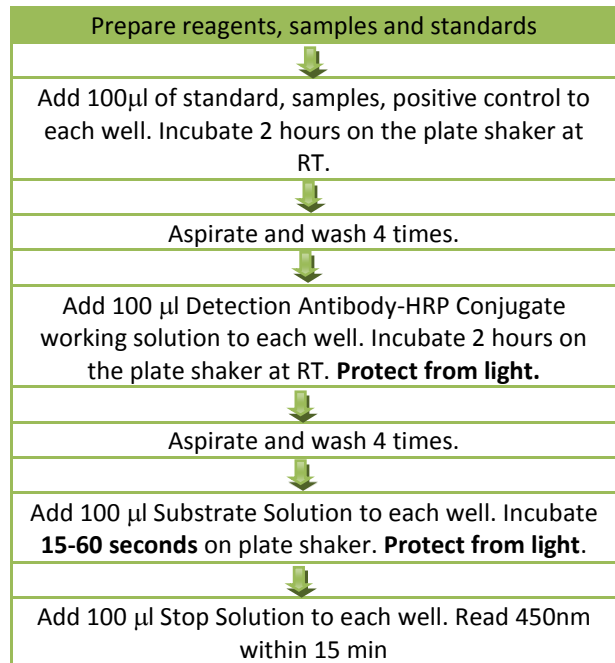 Prepare reagents, samples and standards
Add 100μl of standard, samples, positive control to
each well. Incubate 2 hours on the plate shaker at
RT.
Aspirate and wash 4 times.
Add 100 μl Detection Antibody-HRP Conjugate
working solution to each well. Incubate 2 hours on
the plate shaker at RT. Protect from light.
Aspirate and wash 4 times.
Add 100 μl Substrate Solution to each well. Incubate
15-60 seconds on plate shaker. Protect from light.
Add 100 μl Stop Solution to each well. Read 450nm
within 15 min